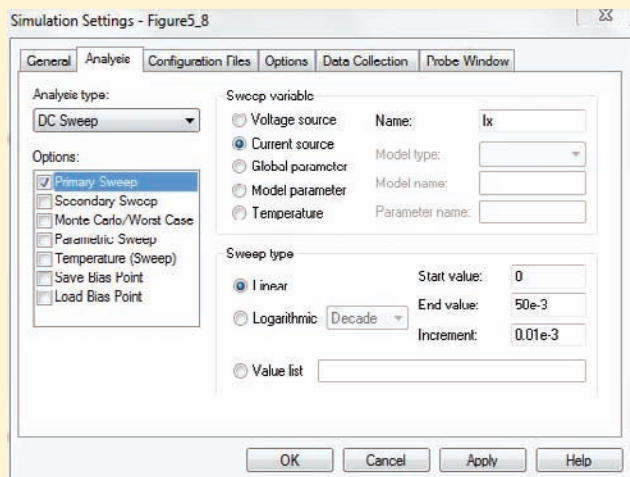 Simulation Settings - Figure5_8
General
Analysis
Configuration Files
Options
Data Collection
Probe Window
Analysis type:
DC Sweep
Options:
Primary Sweep
Secondary Sweep
Monte Carlo/Worst Case
Parametric Sweep
Temperature (Sweep)
Save Bias Point
Load Bias Point
Sweep variable
Voltage source
Current source
Global parameter
Model parameter
Temperature
Name:
Ix
Model type:
Model name:
Parameter name:
Sweep type
Linear
Logarithmic
Decade
Value list
Start value:
0
End value:
50e-3
Increment:
0.01e-3
OK
Cancel
Apply
Help